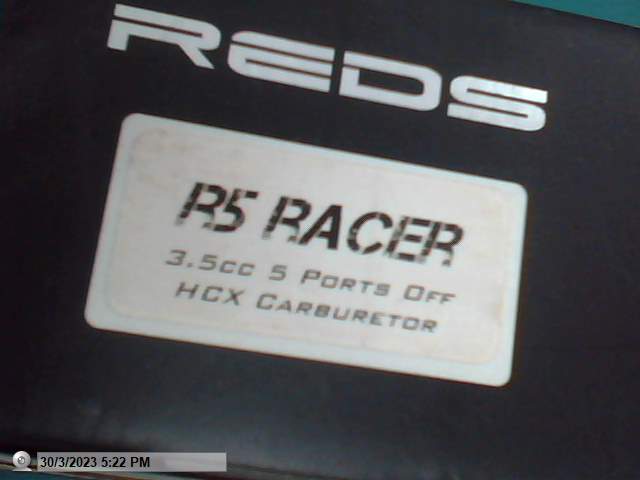 REDS
R5 RACER
3.5cc 5 Ports Off
HCX Carburetor
30/3/2023 5:22 PM